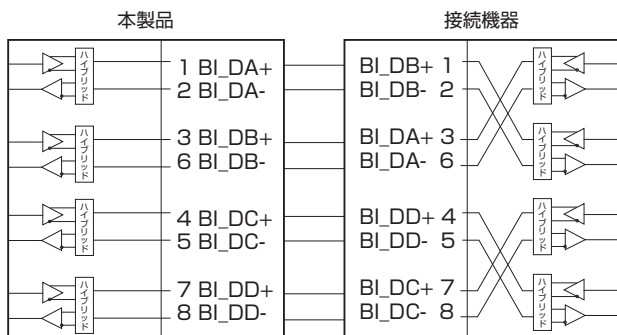 本製品 接続機器
ハイブリッド 1 BI_DA+ BI_DB+ 1 ハイブリッド
2 BI_DA- BI_DB- 2
ハイブリッド 3 BI_DB+ BI_DA+ 3 ハイブリッド
6 BI_DB- BI_DA- 6
ハイブリッド 4 BI_DC+ BI_DD+ 4 ハイブリッド
5 BI_DC- BI_DD- 5
ハイブリッド 7 BI_DD+ BI_DC+ 7 ハイブリッド
8 BI_DD- BI_DC- 8